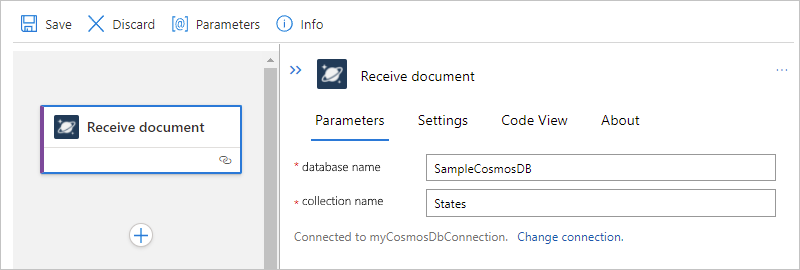 Save Discard [@] Parameters Info
Receive document
Receive document
Parameters Settings Code View About
* database name SampleCosmosDB
* collection name States
Connected to myCosmosDbConnection. Change connection.